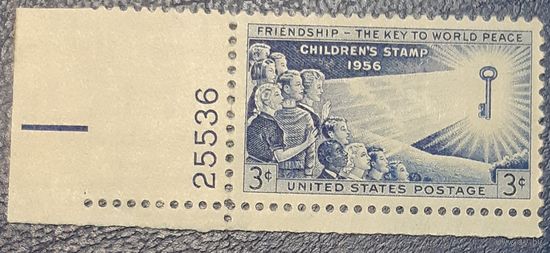 25536
FRIENDSHIP – THE KEY TO WORLD PEACE
CHILDREN'S STAMP
1956
3¢ UNITED STATES POSTAGE 3¢